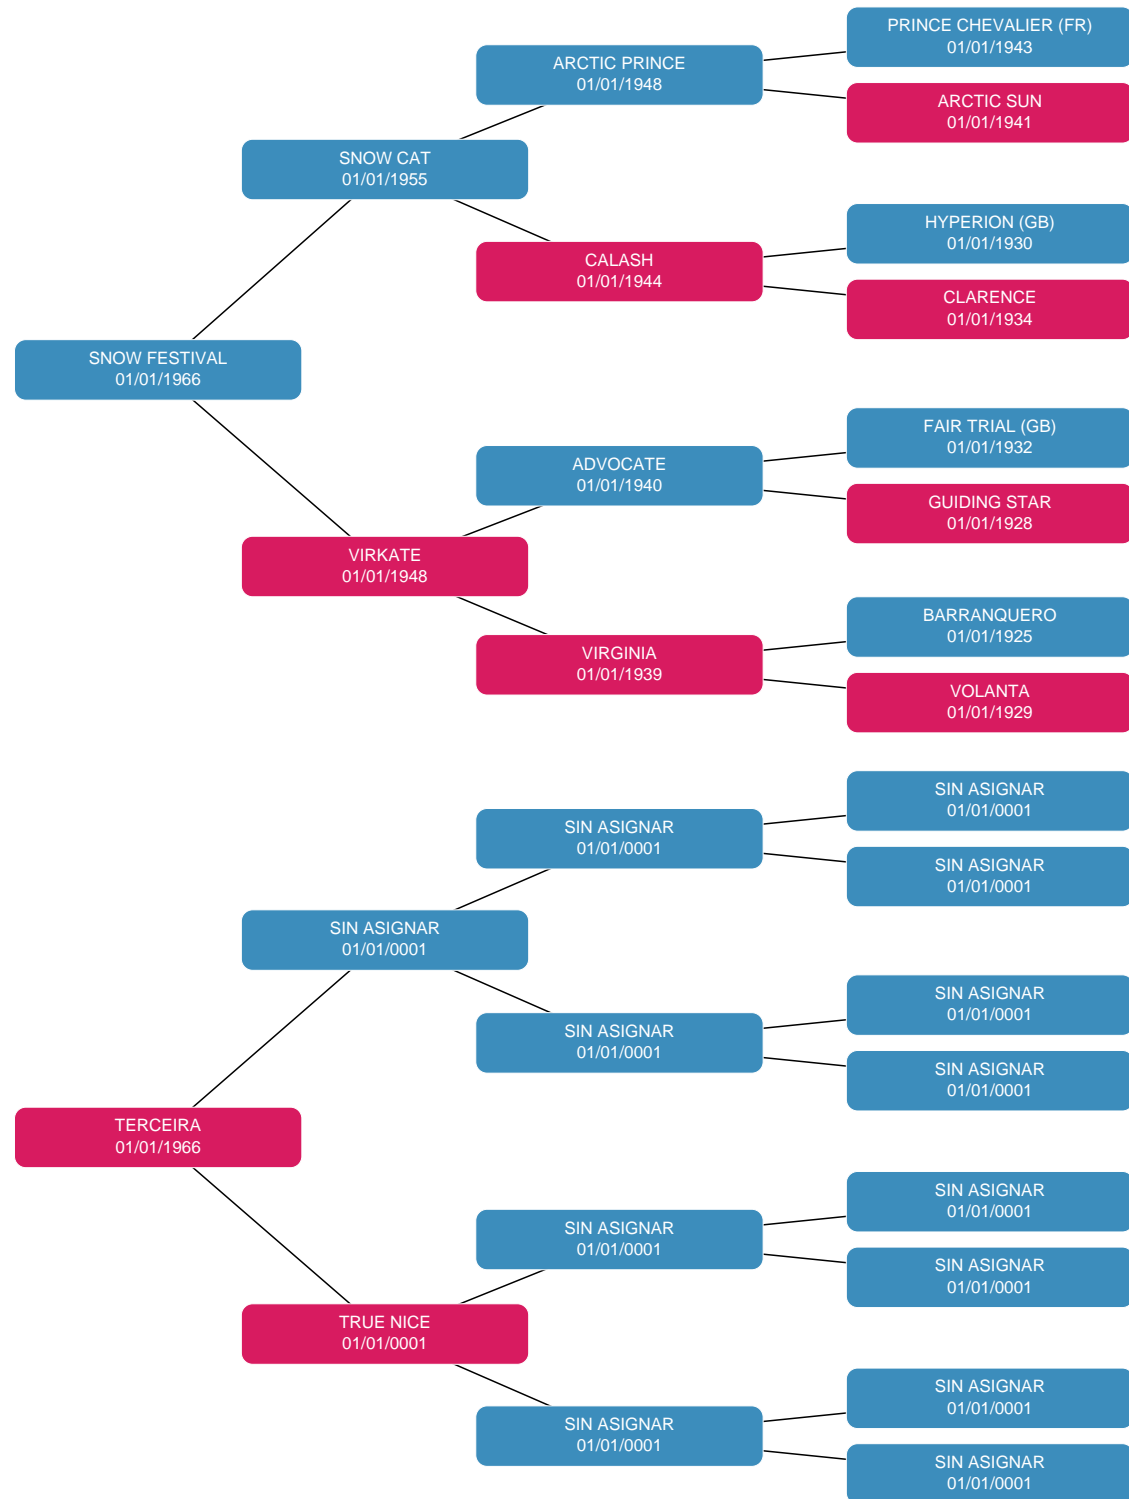 PRINCE CHEVALIER (FR)
01/01/1943
ARCTIC PRINCE
01/01/1948
ARCTIC SUN
01/01/1941
SNOW CAT
01/01/1955
HYPERION (GB)
01/01/1930
CALASH
01/01/1944
CLARENCE
01/01/1934
SNOW FESTIVAL
01/01/1966
FAIR TRIAL (GB)
01/01/1932
ADVOCATE
01/01/1940
GUIDING STAR
01/01/1928
VIRKATE
01/01/1948
BARRANQUERO
01/01/1925
VIRGINIA
01/01/1939
VOLANTA
01/01/1929
SIN ASIGNAR
01/01/0001
SIN ASIGNAR
01/01/0001
SIN ASIGNAR
01/01/0001
SIN ASIGNAR
01/01/0001
SIN ASIGNAR
01/01/0001
SIN ASIGNAR
01/01/0001
SIN ASIGNAR
01/01/0001
TERCEIRA
01/01/1966
SIN ASIGNAR
01/01/0001
SIN ASIGNAR
01/01/0001
SIN ASIGNAR
01/01/0001
TRUE NICE
01/01/0001
SIN ASIGNAR
01/01/0001
SIN ASIGNAR
01/01/0001
SIN ASIGNAR
01/01/0001